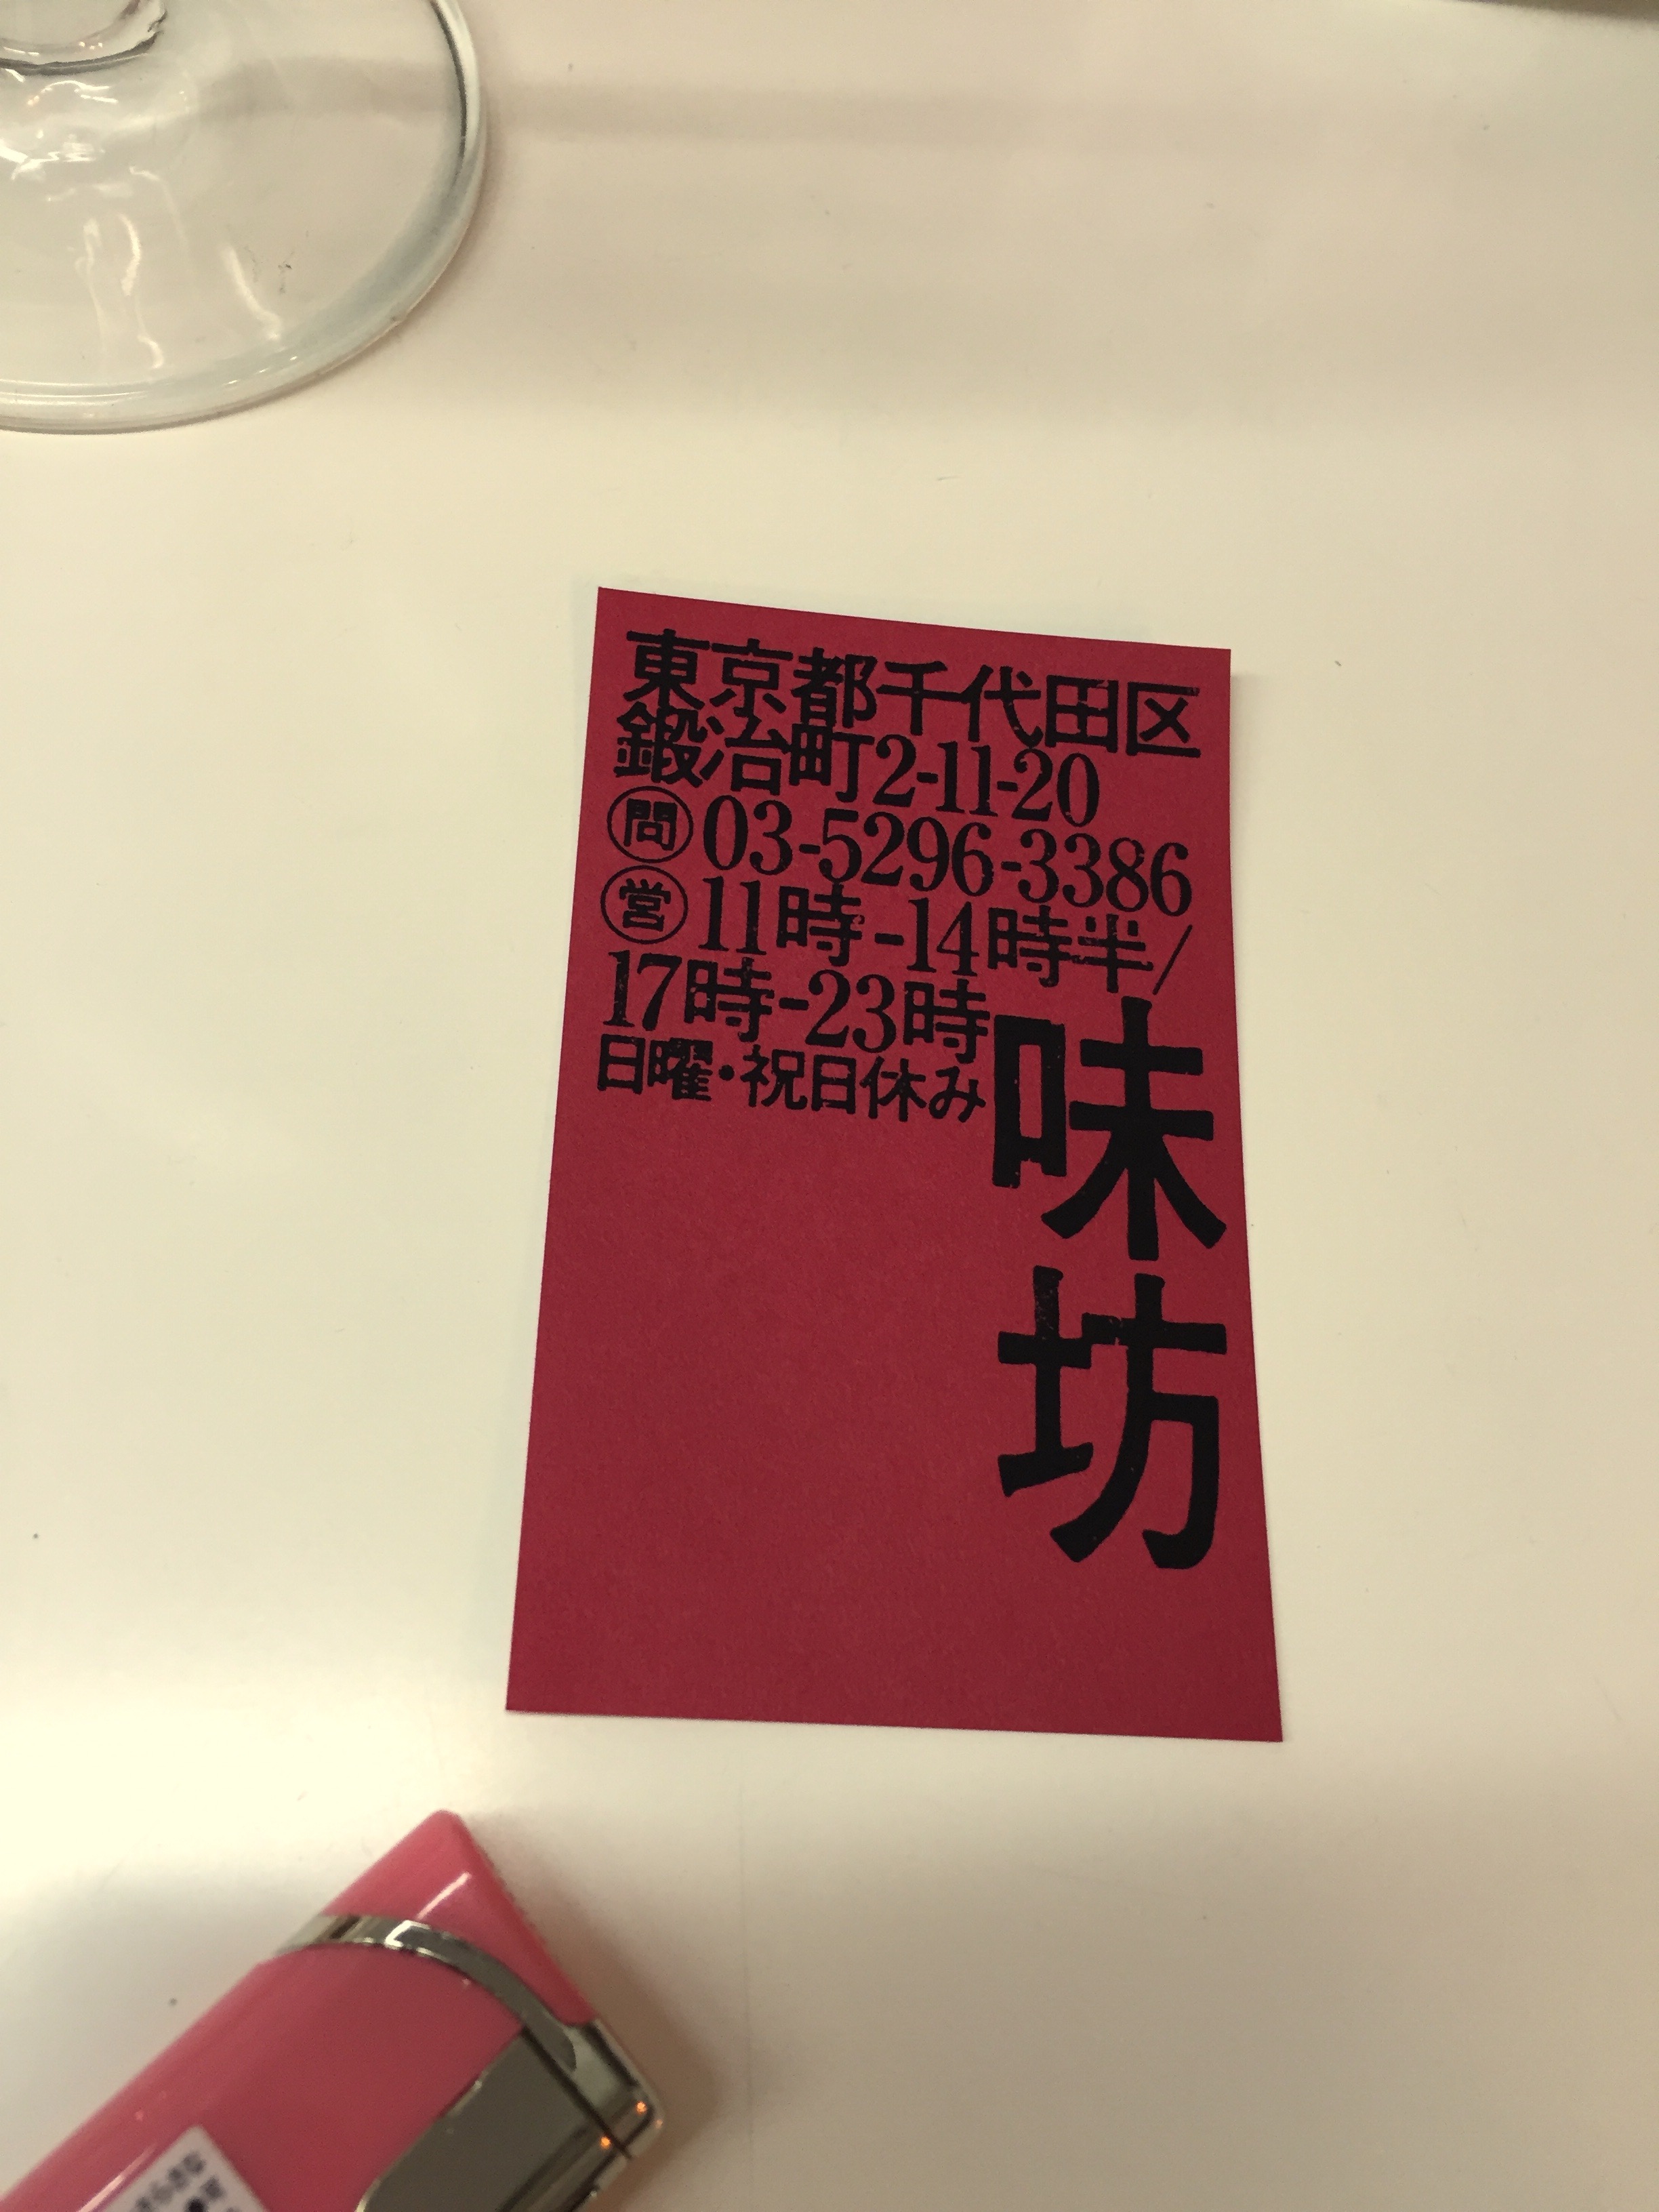 東京都千代田区
鍛冶町2-11-20
問 03-5296-3386
営 11時-14時半/
17時-23時
日曜・祝日休み
味坊